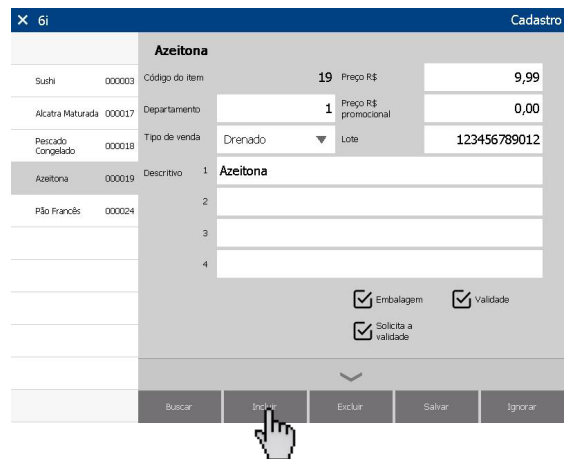 ✕ 6i Cadastro
Azeitona
Sushi 000003
Alcatra Maturada 000017
Pescado
Congelado 000018
Azeitona 000019
Pão Francês 000024
Código do item 19 Preço R$ 9,99
Departamento 1 Preço R$
promocional 0,00
Tipo de venda Drenado Lote 123456789012
Descritivo 1 Azeitona
2
3
4
Embalagem Validade
Solicita a
validade
Buscar Incluir Excluir Salvar Ignorar